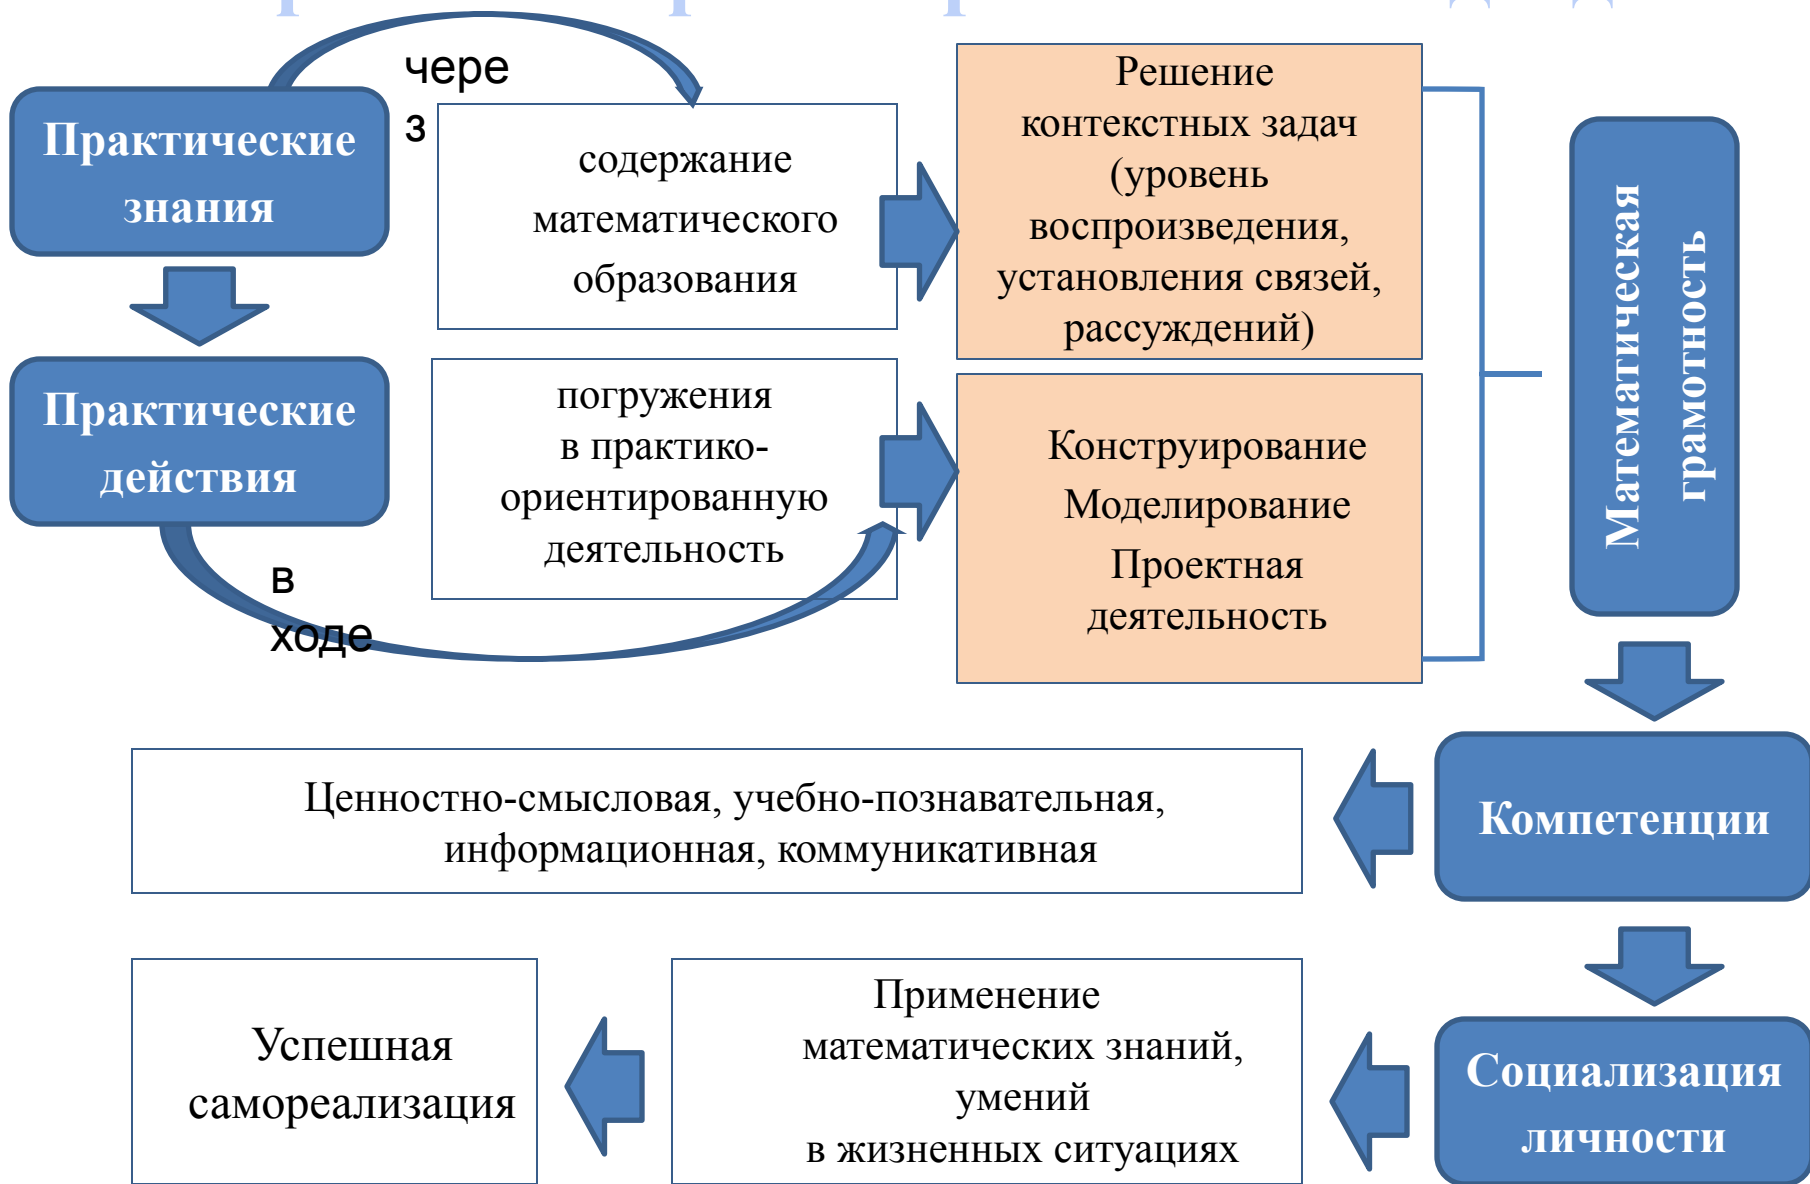 Практические
знания
чере
з
содержание
математического
образования
Решение
контекстных задач
(уровень
воспроизведения,
установления связей,
рассуждений)
Практические
действия
в
ходе
погружения
в практико-
ориентированную
деятельность
Конструирование
Моделирование
Проектная
деятельность
Математическая
грамотность
Компетенции
Ценностно-смысловая, учебно-познавательная,
информационная, коммуникативная
Социализация
личности
Применение
математических знаний,
умений
в жизненных ситуациях
Успешная
самореализация